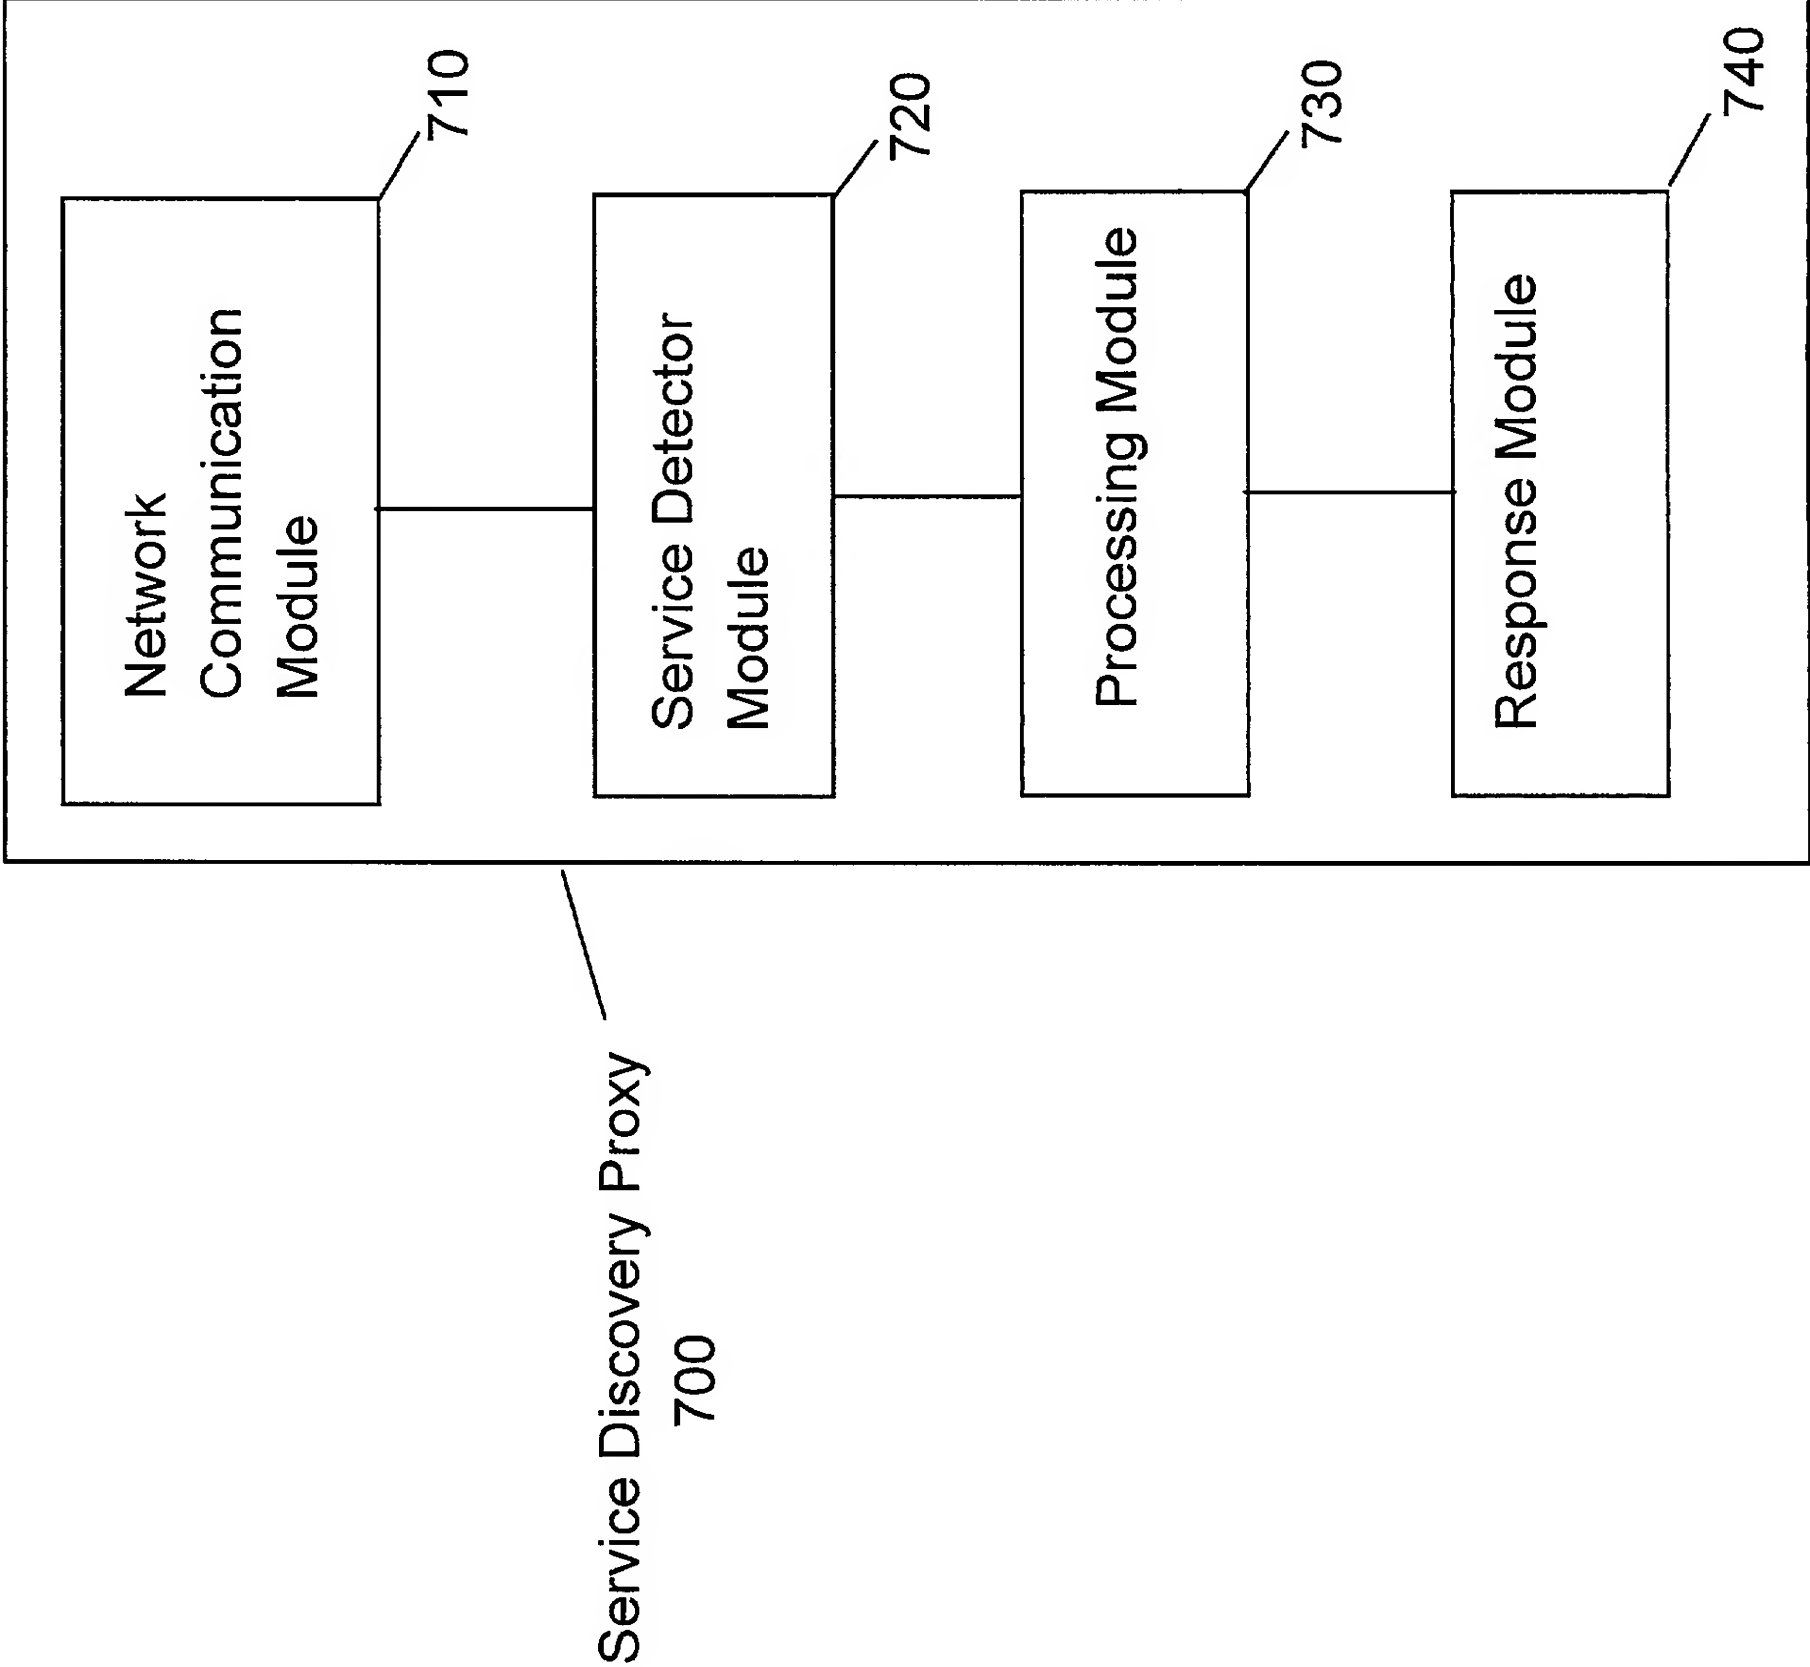 Service Discovery Proxy
700
Network
Communication
Module
710
Service Detector
Module
720
Processing Module
730
Response Module
740